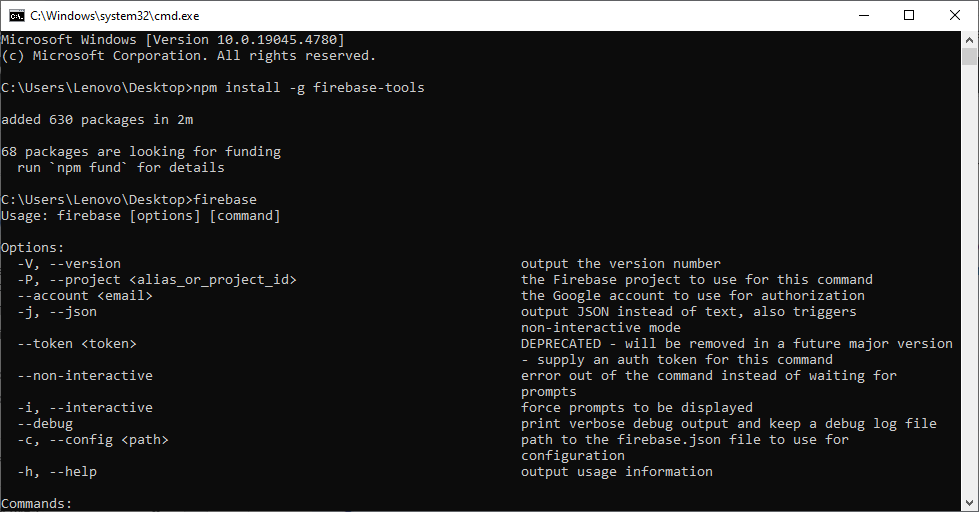 C:\Windows\system32\cmd.exe
Microsoft Windows [Version 10.0.19045.4780]
(c) Microsoft Corporation. All rights reserved.
C:\Users\Lenovo\Desktop>npm install -g firebase-tools
added 630 packages in 2m
68 packages are looking for funding
  run `npm fund` for details
C:\Users\Lenovo\Desktop>firebase
Usage: firebase [options] [command]
Options:
  -V, --version                                                  output the version number
  -P, --project <alias_or_project_id>                            the Firebase project to use for this command
  --account <email>                                              the Google account to use for authorization
  -j, --json                                                     output JSON instead of text, also triggers
                                                                 non-interactive mode
  --token <token>                                                DEPRECATED - will be removed in a future major version
                                                                 - supply an auth token for this command
  --non-interactive                                              error out of the command instead of waiting for
                                                                 prompts
  -i, --interactive                                              force prompts to be displayed
  --debug                                                        print verbose debug output and keep a debug log file
  -c, --config <path>                                            path to the firebase.json file to use for
                                                                 configuration
  -h, --help                                                     output usage information
Commands: